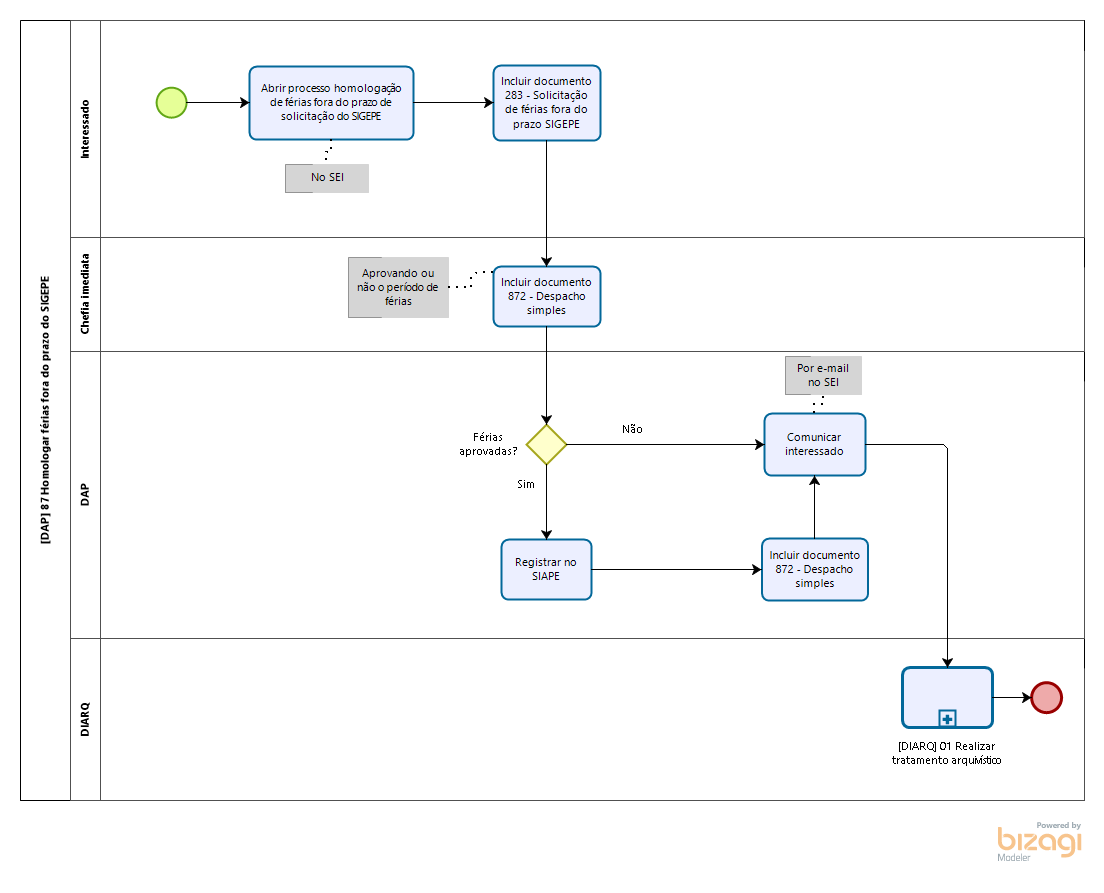 [DAP] 87 Homologar férias fora do prazo do SIGEPE
Interessado
Abrir processo homologação
de férias fora do prazo de
solicitação do SIGEPE
No SEI
Incluir documento
283 - Solicitação
de férias fora do
prazo SIGEPE
Chefia imediata
Aprovando ou
não o período de
férias
Incluir documento
872 - Despacho
simples
DAP
Férias
aprovadas?
Não
Sim
Por e-mail
no SEI
Comunicar
interessado
Registrar no
SIAPE
Incluir documento
872 - Despacho
simples
DIARQ
[DIARQ] 01 Realizar
tratamento arquivístico
Powered by
bizagi
Modeler